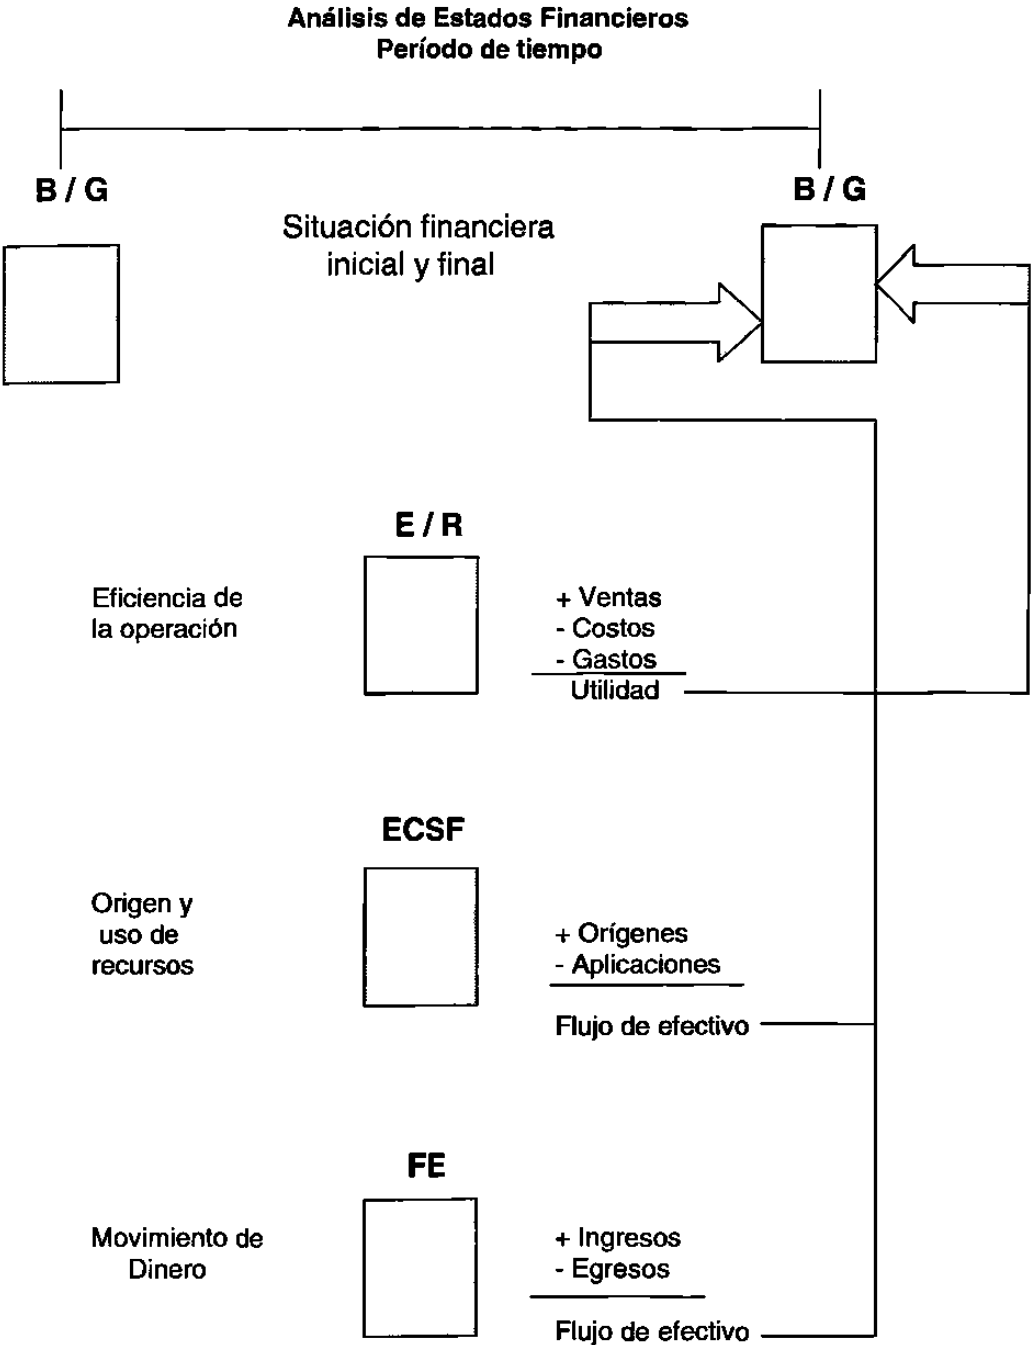 Análisis de Estados Financieros
Período de tiempo
B / G
B / G
Situación financiera
inicial y final
E / R
Eficiencia de
la operación
+ Ventas
- Costos
- Gastos
Utilidad
ECSF
Origen y
uso de
recursos
+ Orígenes
- Aplicaciones
Flujo de efectivo
FE
Movimiento de
Dinero
+ Ingresos
- Egresos
Flujo de efectivo